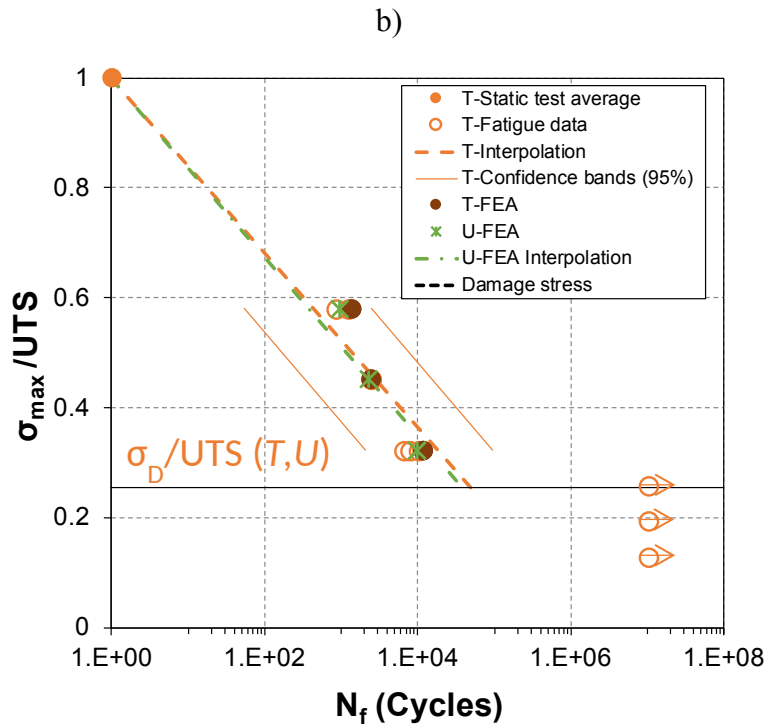 b)
1
0.8
0.6
0.4
0.2
0
σmax/UTS
T-Static test average
T-Fatigue data
T-Interpolation
T-Confidence bands (95%)
T-FEA
U-FEA
U-FEA Interpolation
Damage stress
σD/UTS (T,U)
1.E+00 1.E+02 1.E+04 1.E+06 1.E+08
Nf (Cycles)